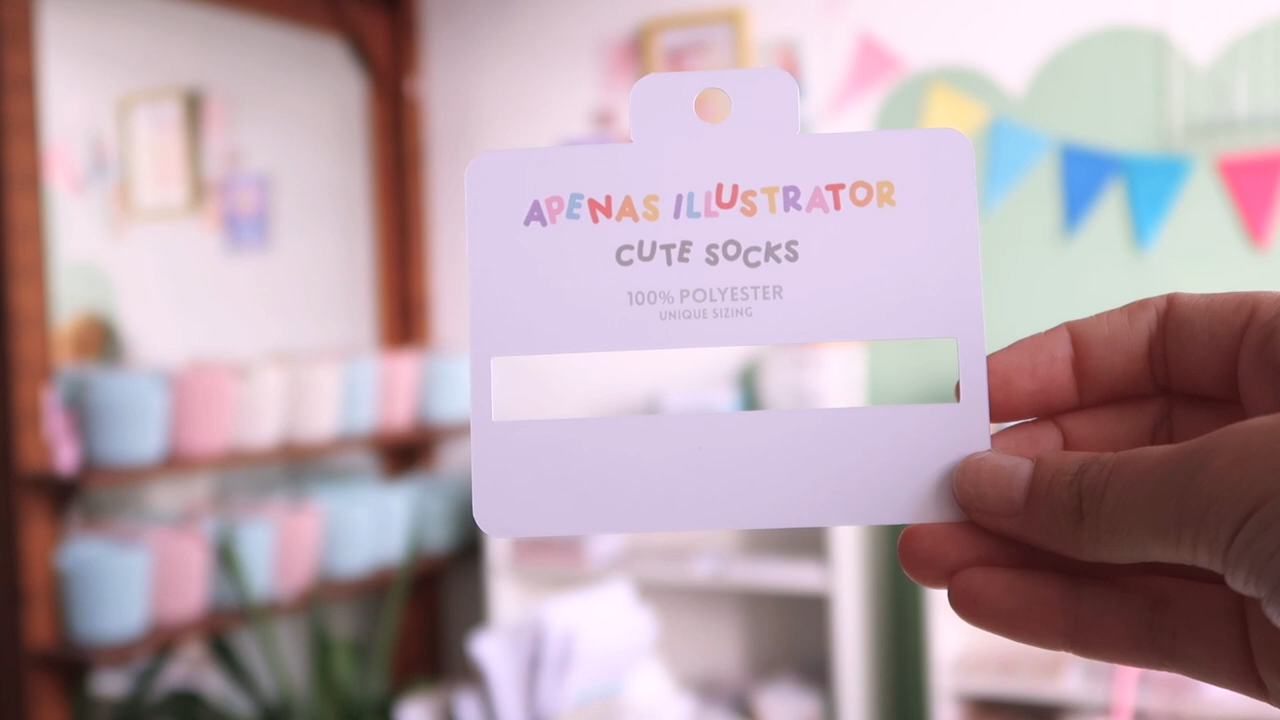 APENAS ILLUSTRATOR
CUTE SOCKS
100% POLYESTER
UNIQUE SIZING